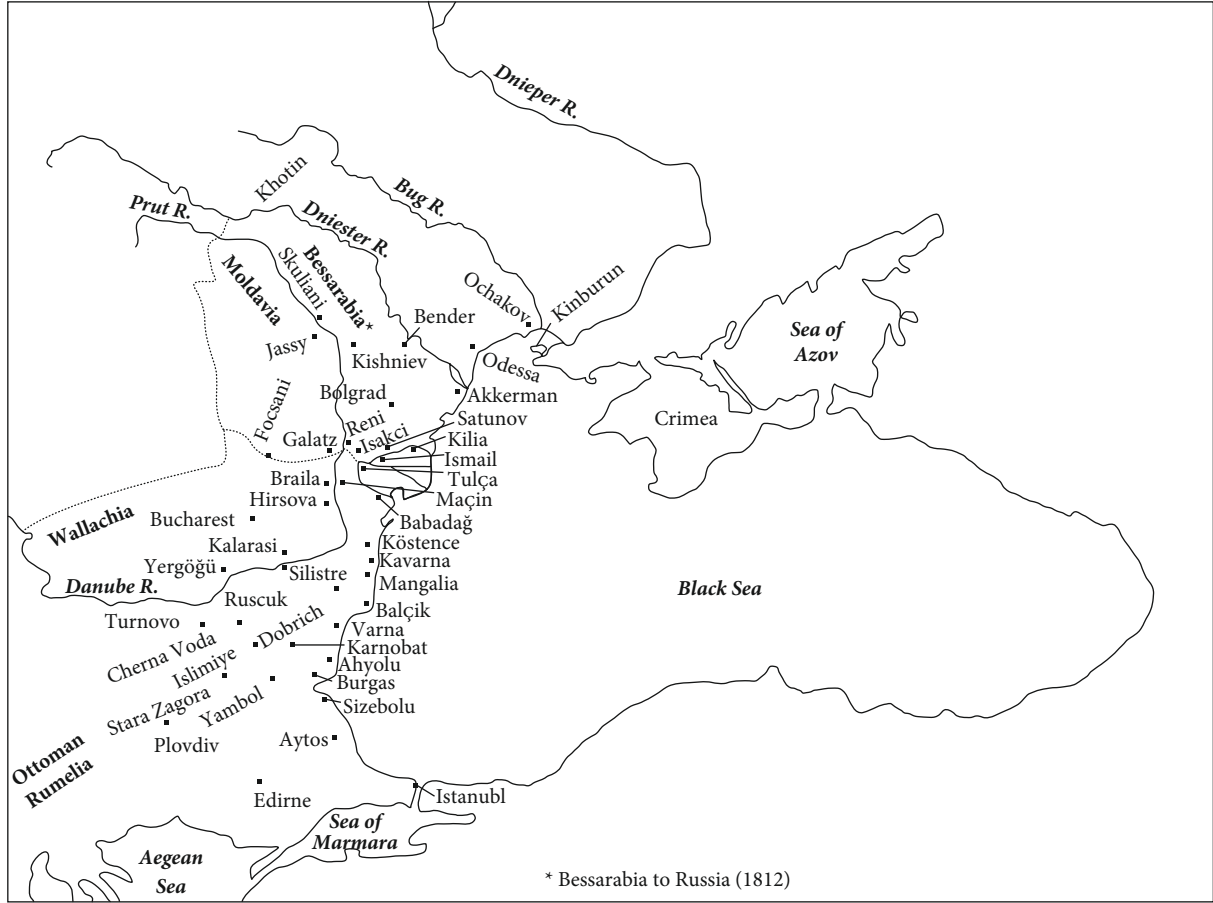 Dnieper R.
Khotin
Bug R.
Prut R.
Dniester R.
Bessarabia*
Skuliani
Moldavia
Ochakov
Kinburun
Bender
Sea of
Azov
Jassy
Kishniev
Odessa
Bolgrad
Akkerman
Crimea
Focsani
Reni
Satunov
Galatz
Isakci
Kilia
Ismail
Braila
Tulça
Hirsova
Maçin
Wallachia
Bucharest
Babadağ
Kalarasi
Köstence
Yergöğü
Kavarna
Silistre
Mangalia
Danube R.
Black Sea
Ruscuk
Balçik
Turnovo
Dobrich
Varna
Cherna Voda
Karnobat
Islimiye
Ahyolu
Burgas
Stara Zagora
Yambol
Sizebolu
Plovdiv
Aytos
Ottoman
Rumelia
Edirne
Istanubl
Sea of
Marmara
Aegean
Sea
* Bessarabia to Russia (1812)